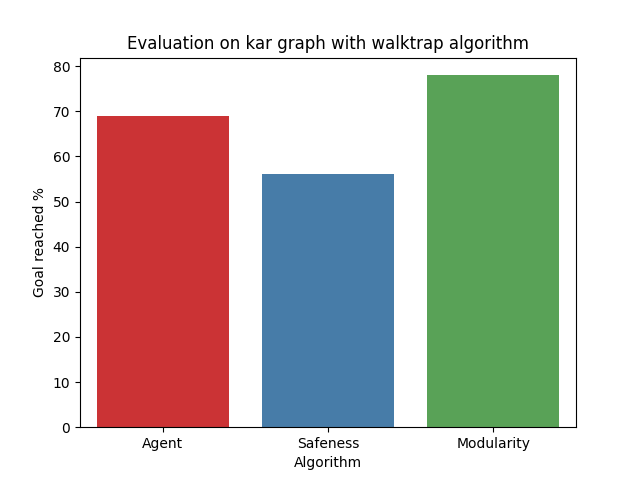 Evaluation on kar graph with walktrap algorithm
Goal reached %
80
70
60
50
40
30
20
10
0
Agent
Safeness
Modularity
Algorithm